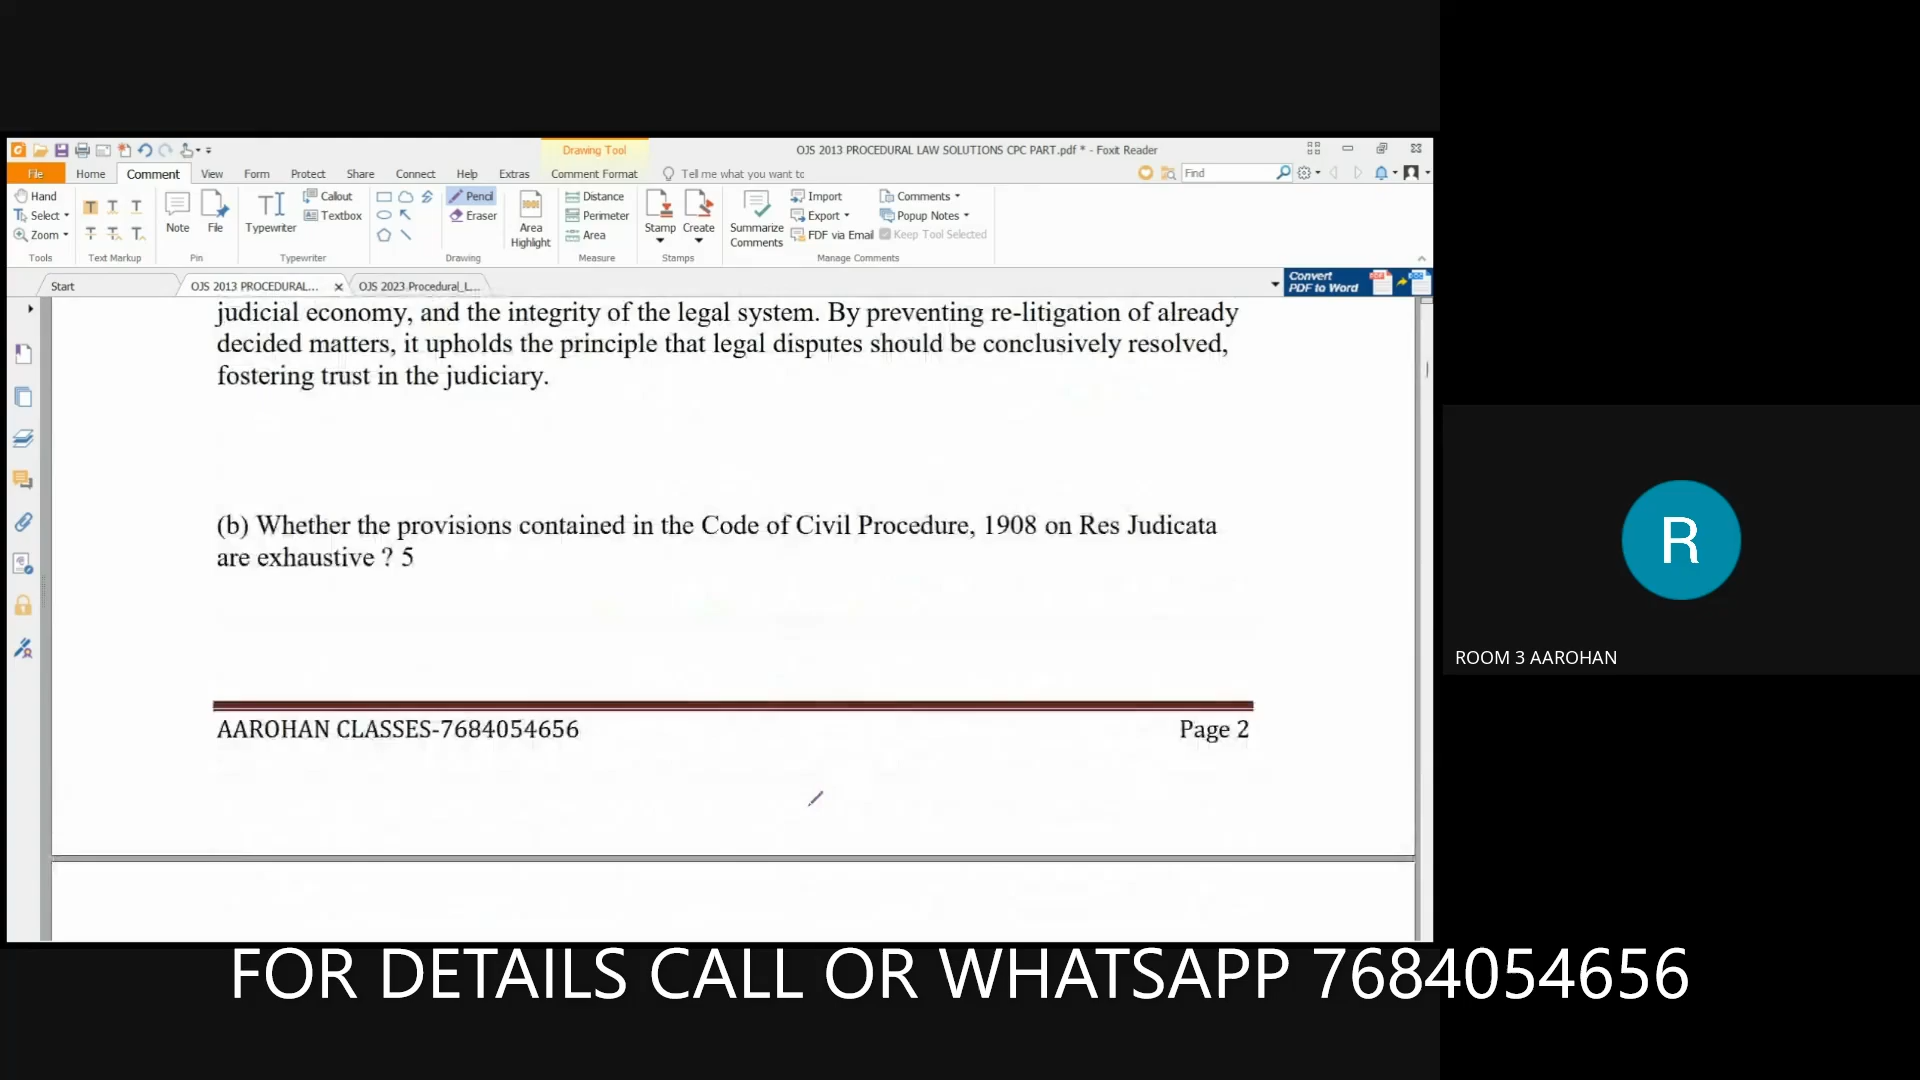 Drawing Tool
OJS 2013 PROCEDURAL LAW SOLUTIONS CPC PART.pdf * - Foxit Reader
File Home Comment View Form Protect Share Connect Help Extras Comment Format Tell me what you want to Find
Hand
Select
Zoom
Tools
Text Markup
Note
File
Pin
Typewriter
Callout
Textbox
Typewriter
Pencil
Eraser
Drawing
Area
Highlight
Distance
Perimeter
Area
Measure
Stamp
Create
Stamps
Summarize
Comments
Import
Export
FDF via Email
Comments
Popup Notes
Keep Tool Selected
Manage Comments
Start
OJS 2013 PROCEDURAL...
OJS 2023 Procedural_L...
Convert
PDF to Word
judicial economy, and the integrity of the legal system. By preventing re-litigation of already
decided matters, it upholds the principle that legal disputes should be conclusively resolved,
fostering trust in the judiciary.
(b) Whether the provisions contained in the Code of Civil Procedure, 1908 on Res Judicata
are exhaustive ? 5
AAROHAN CLASSES-7684054656 Page 2
R
ROOM 3 AAROHAN
FOR DETAILS CALL OR WHATSAPP 7684054656